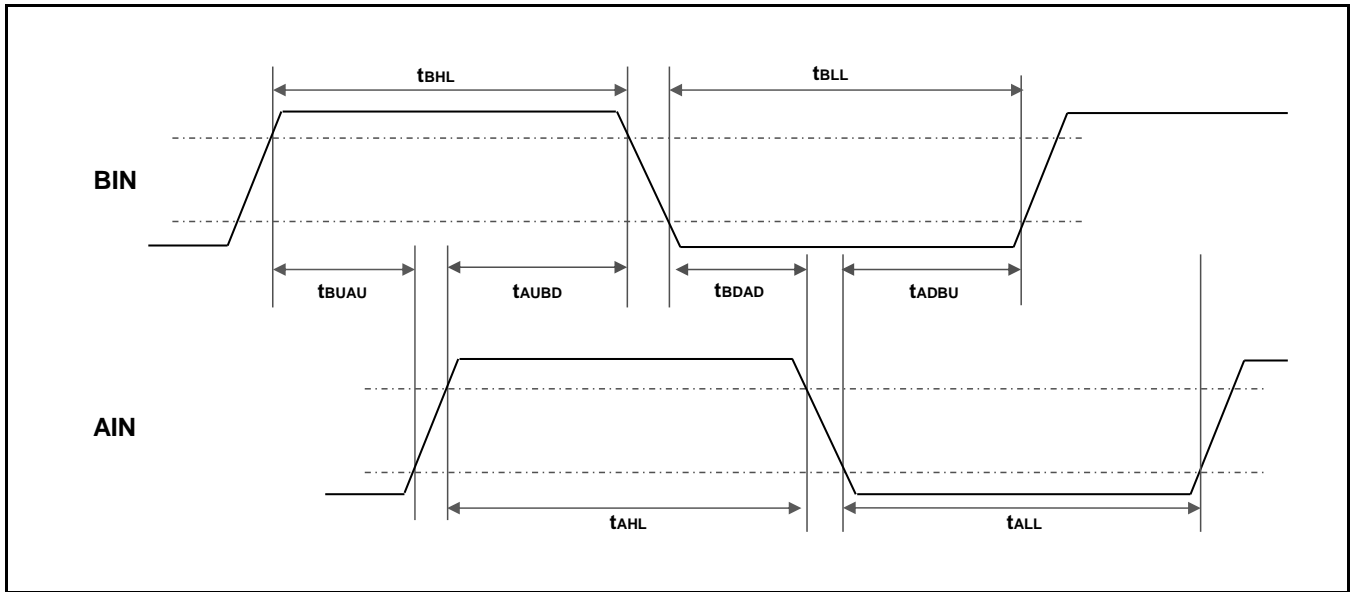 tBHL tBLL
BIN
tBUAU tAUBD tBDAD tADBU
AIN
tAHL tALL